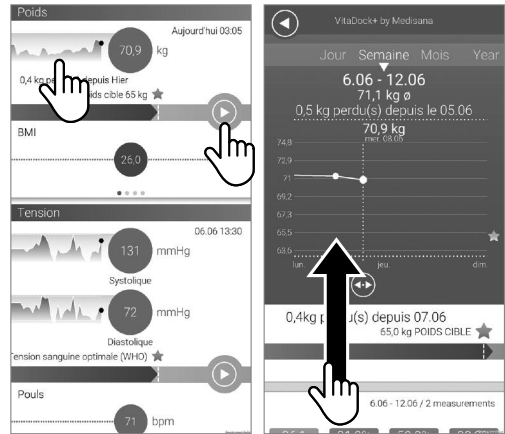 Poids
Aujourd'hui 03:05
70,9 kg
0,4 kg depuis Hier
poids cible 65 kg
BMI
26,0
Tension
06.06 13:30
131 mmHg
Systolique
72 mmHg
Diastolique
Tension sanguine optimale (WHO)
Pouls
71 bpm
VitaDock+ by Medisana
Jour Semaine Mois Year
6.06 - 12.06
71,1 kg ø
0,5 kg perdu(s) depuis le 05.06
70,9 kg
mer. 08.06
74,8
72,9
71
69,2
67,3
65,5
63,6
lun. jeu. dim.
0,4kg (s) depuis 07.06
65,0 kg POIDS CIBLE
6.06 - 12.06 / 2 measurements